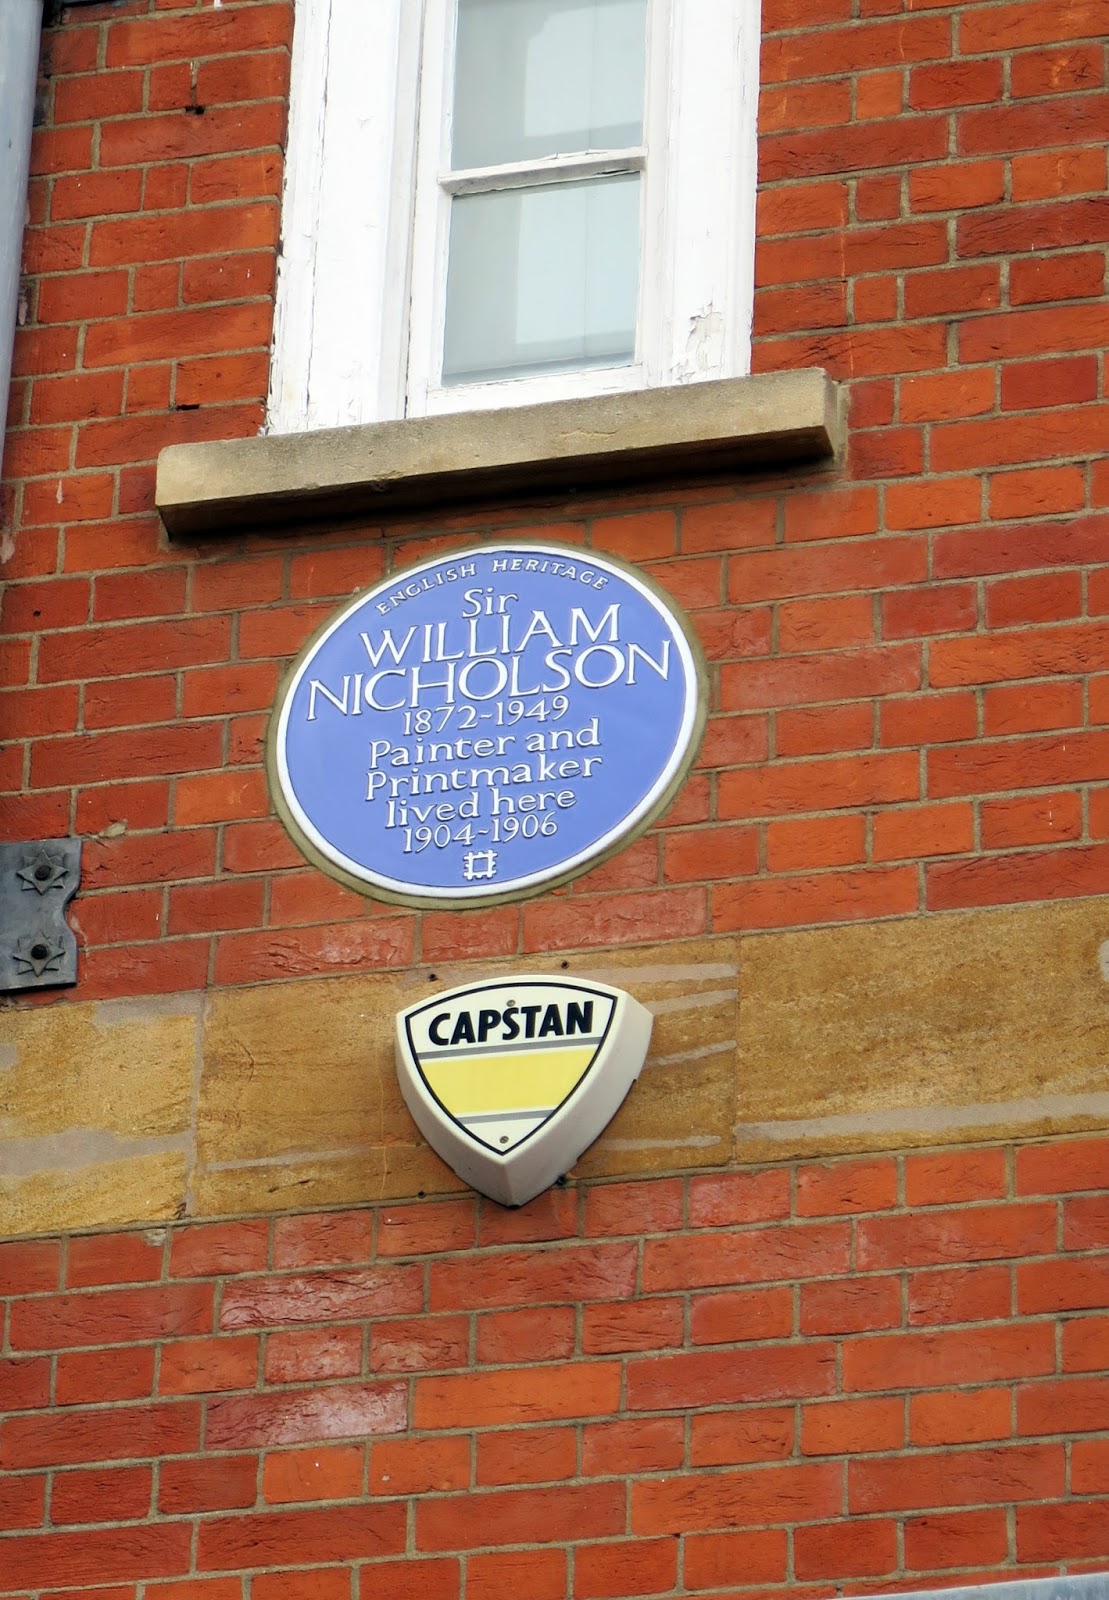 ENGLISH HERITAGE
Sir
WILLIAM
NICHOLSON
1872-1949
Painter and
Printmaker
lived here
1904-1906
CAPSTAN